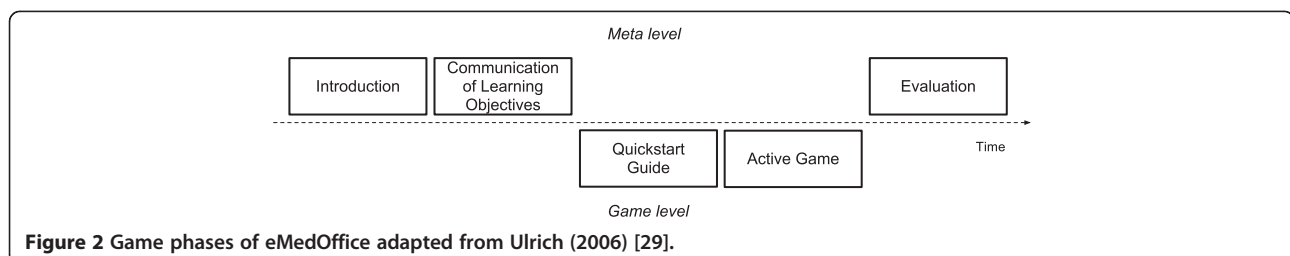 Meta level
Introduction
Communication
of Learning
Objectives
Evaluation
Time
Quickstart
Guide
Active Game
Game level
Figure 2 Game phases of eMedOffice adapted from Ulrich (2006) [29].